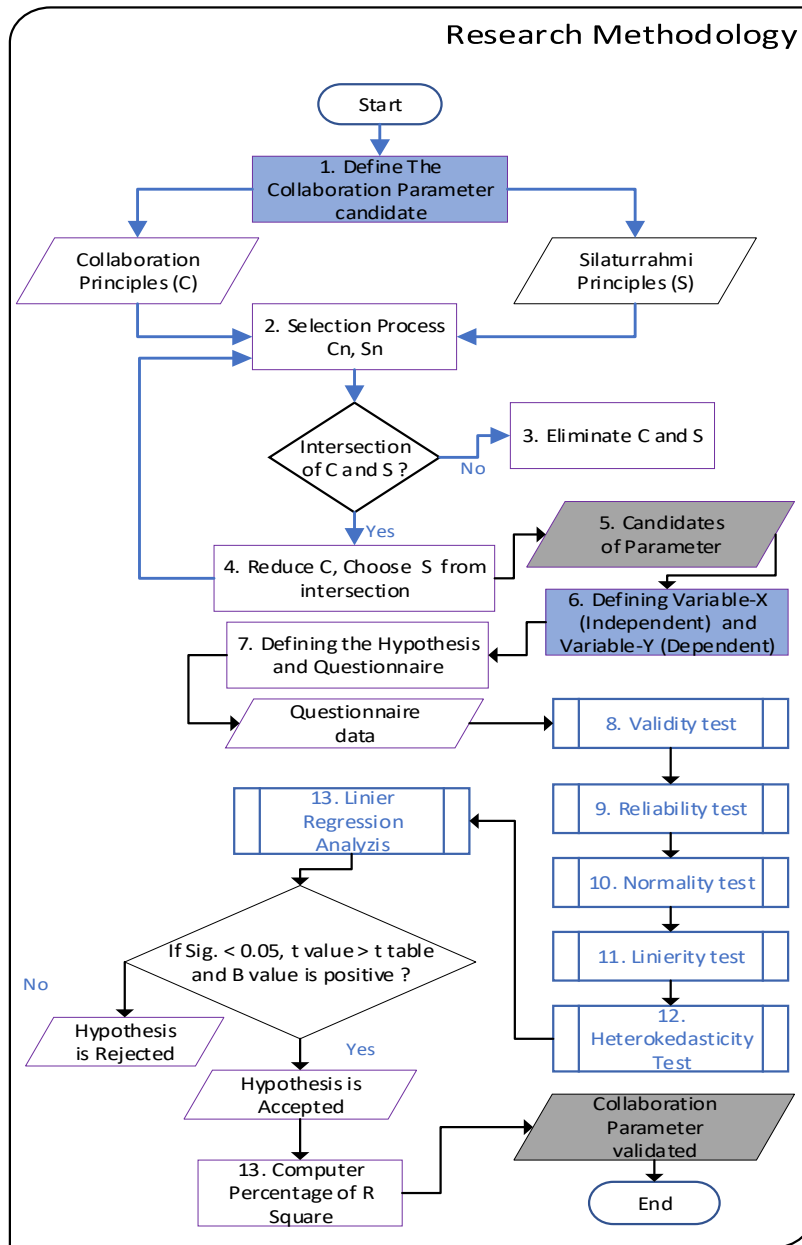 Research Methodology
Start
1. Define The
Collaboration Parameter
candidate
Collaboration
Principles (C)
Silaturrahmi
Principles (S)
2. Selection Process
Cn, Sn
Intersection
of C and S ?
No
3. Eliminate C and S
Yes
4. Reduce C, Choose S from
intersection
5. Candidates
of Parameter
6. Defining Variable-X
(Independent) and
Variable-Y (Dependent)
7. Defining the Hypothesis
and Questionnaire
Questionnaire
data
8. Validity test
9. Reliability test
10. Normality test
11. Linierity test
12.
Heterokedasticity
Test
13. Linier
Regression
Analyzis
If Sig. < 0.05, t value > t table
and B value is positive ?
No
Hypothesis
is Rejected
Yes
Hypothesis is
Accepted
13. Computer
Percentage of R
Square
Collaboration
Parameter
validated
End